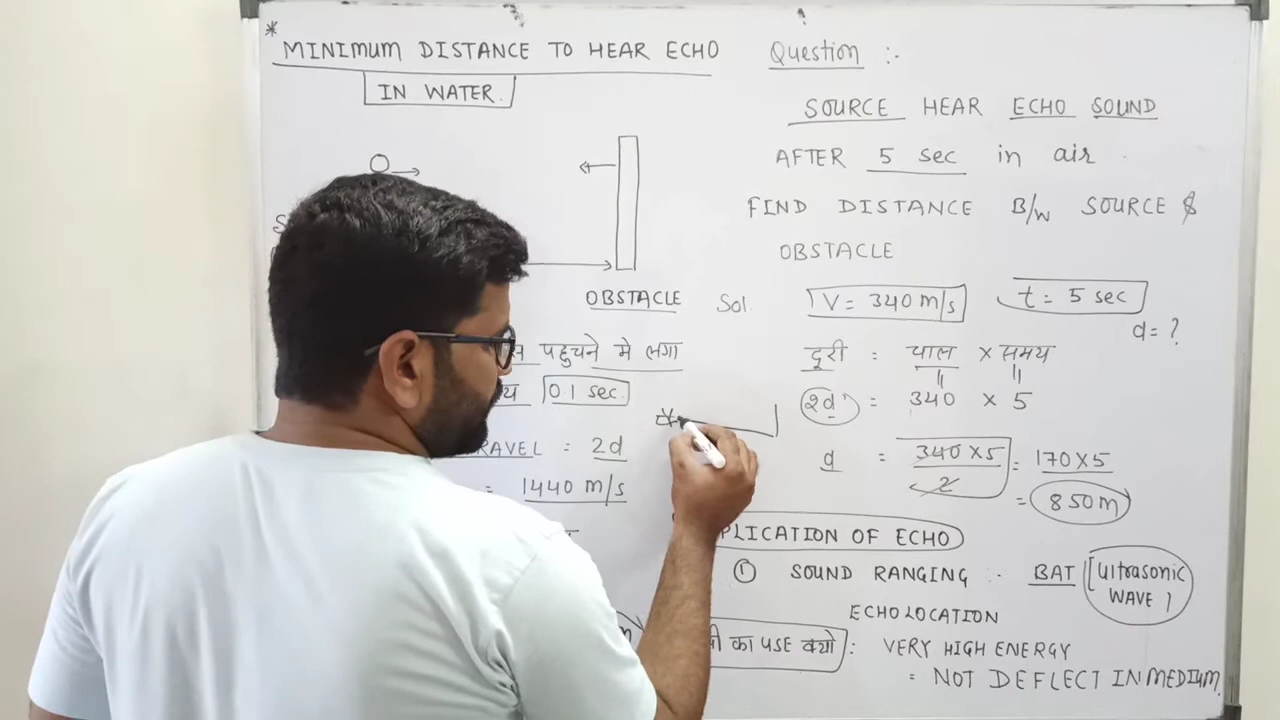 * MINIMUM DISTANCE TO HEAR ECHO
IN WATER.
OBSTACLE
पहुचने मे लगा
0.1 sec.
= 2d
= 1440 m/s
Question :-
SOURCE HEAR ECHO SOUND
AFTER 5 sec in air.
FIND DISTANCE B/W SOURCE &
OBSTACLE
Sol. V = 340 m/s t = 5 sec
d = ?
दूरी = चाल × समय
2d = 340 × 5
d = 340×5 / 2 = 170×5
= 850m
PLICATION OF ECHO
① SOUND RANGING :- BAT [ultrasonic
WAVE]
ECHOLOCATION
का USE क्यो : VERY HIGH ENERGY
= NOT DEFLECT IN MEDIUM.